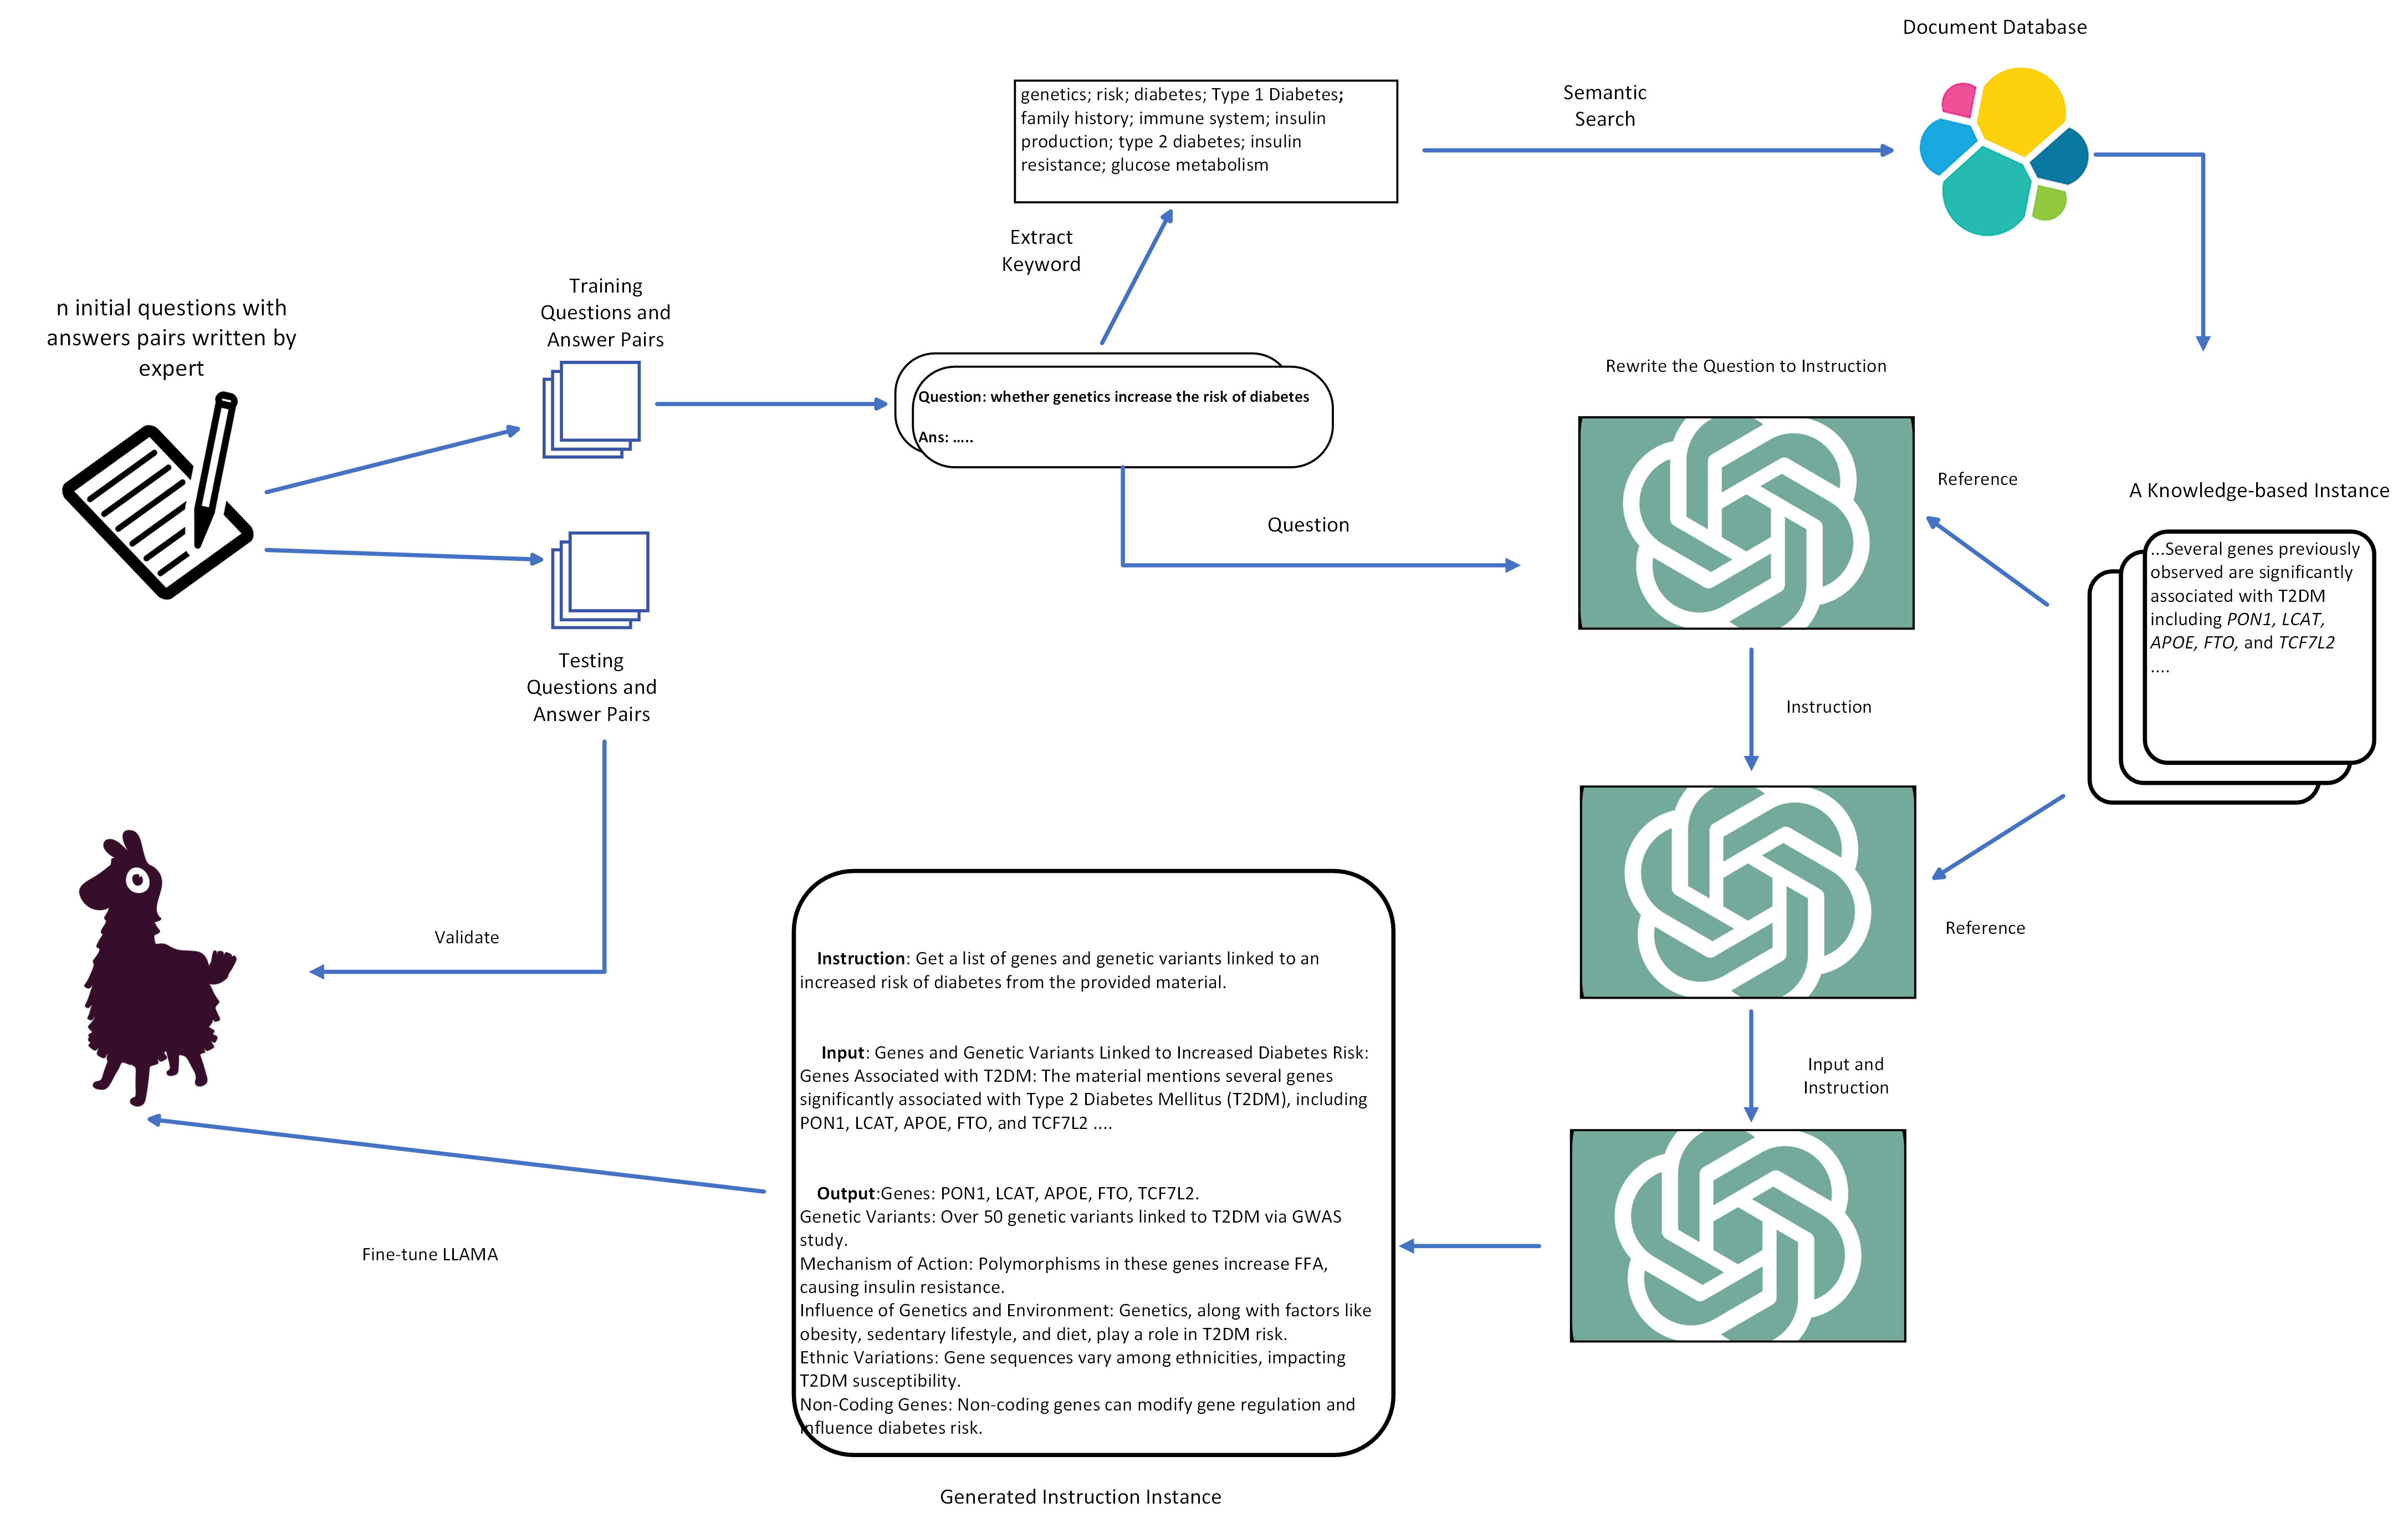 Document Database
genetics; risk; diabetes; Type 1 Diabetes;
family history; immune system; insulin
production; type 2 diabetes; insulin
resistance; glucose metabolism
Semantic
Search
Extract
Keyword
n initial questions with
answers pairs written by
expert
Training
Questions and
Answer Pairs
Question: whether genetics increase the risk of diabetes
Ans: .....
Question
Rewrite the Question to Instruction
Reference
A Knowledge-based Instance
...Several genes previously
observed are significantly
associated with T2DM
including PON1, LCAT,
APOE, FTO, and TCF7L2
....
Testing
Questions and
Answer Pairs
Instruction
Validate
Reference
Instruction: Get a list of genes and genetic variants linked to an
increased risk of diabetes from the provided material.
Input: Genes and Genetic Variants Linked to Increased Diabetes Risk:
Genes Associated with T2DM: The material mentions several genes
significantly associated with Type 2 Diabetes Mellitus (T2DM), including
PON1, LCAT, APOE, FTO, and TCF7L2 ....
Output:Genes: PON1, LCAT, APOE, FTO, TCF7L2.
Genetic Variants: Over 50 genetic variants linked to T2DM via GWAS
study.
Mechanism of Action: Polymorphisms in these genes increase FFA,
causing insulin resistance.
Influence of Genetics and Environment: Genetics, along with factors like
obesity, sedentary lifestyle, and diet, play a role in T2DM risk.
Ethnic Variations: Gene sequences vary among ethnicities, impacting
T2DM susceptibility.
Non-Coding Genes: Non-coding genes can modify gene regulation and
influence diabetes risk.
Input and
Instruction
Fine-tune LLAMA
Generated Instruction Instance